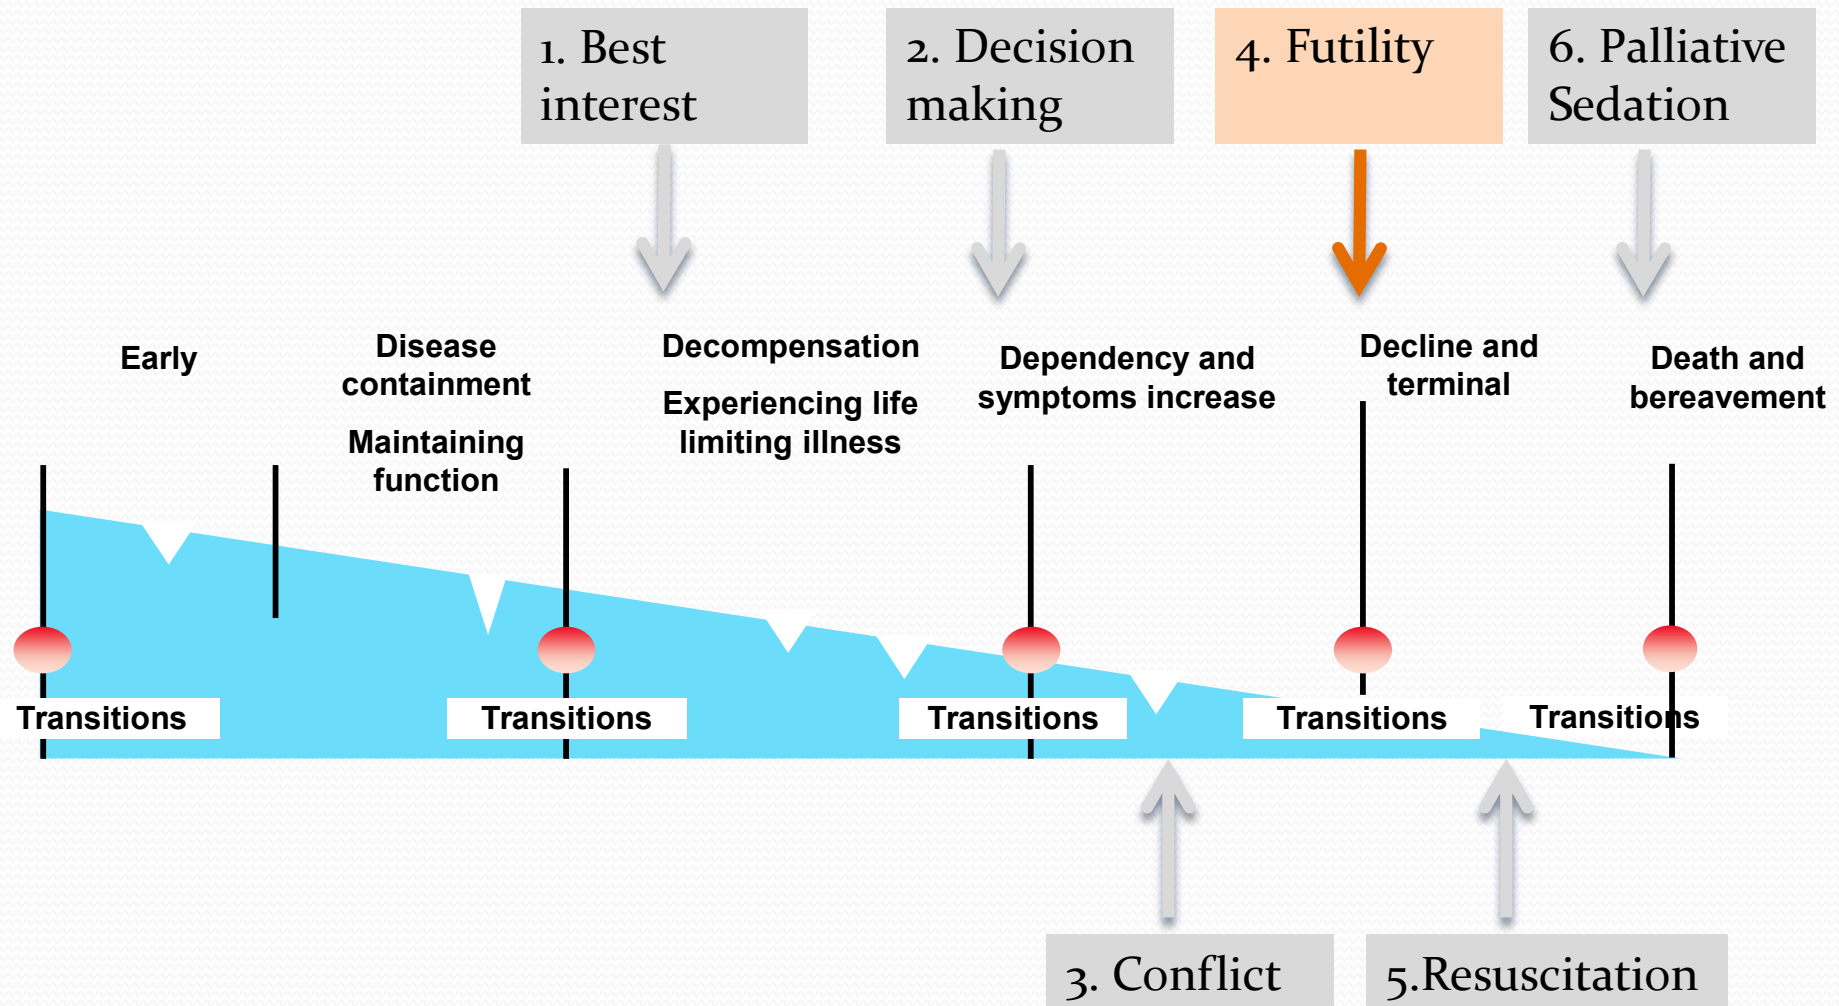 1. Best
interest
2. Decision
making
4. Futility
6. Palliative
Sedation
Early
Disease
containment
Maintaining
function
Decompensation
Experiencing life
limiting illness
Dependency and
symptoms increase
Decline and
terminal
Death and
bereavement
Transitions
Transitions
Transitions
Transitions
Transitions
3. Conflict
5.Resuscitation